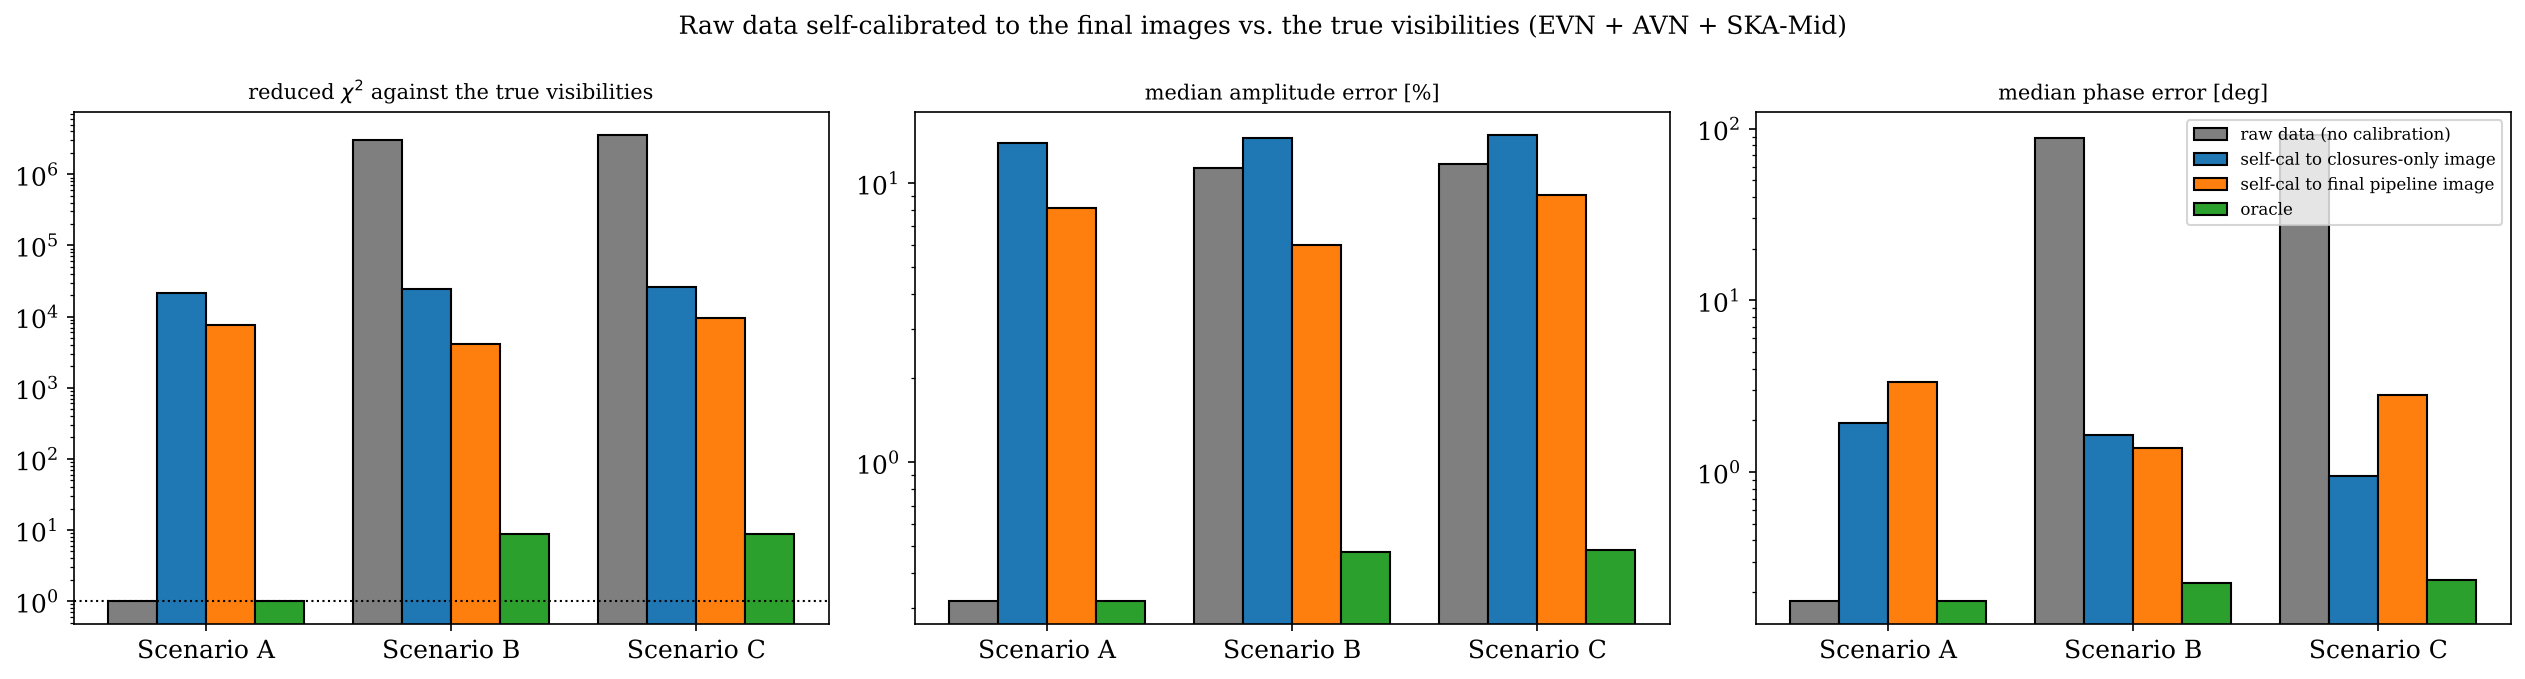 Raw data self-calibrated to the final images vs. the true visibilities (EVN + AVN + SKA-Mid)
reduced χ² against the true visibilities
10⁶
10⁵
10⁴
10³
10²
10¹
10⁰
Scenario A
Scenario B
Scenario C
median amplitude error [%]
10¹
10⁰
Scenario A
Scenario B
Scenario C
median phase error [deg]
10²
10¹
10⁰
raw data (no calibration)
self-cal to closures-only image
self-cal to final pipeline image
oracle
Scenario A
Scenario B
Scenario C